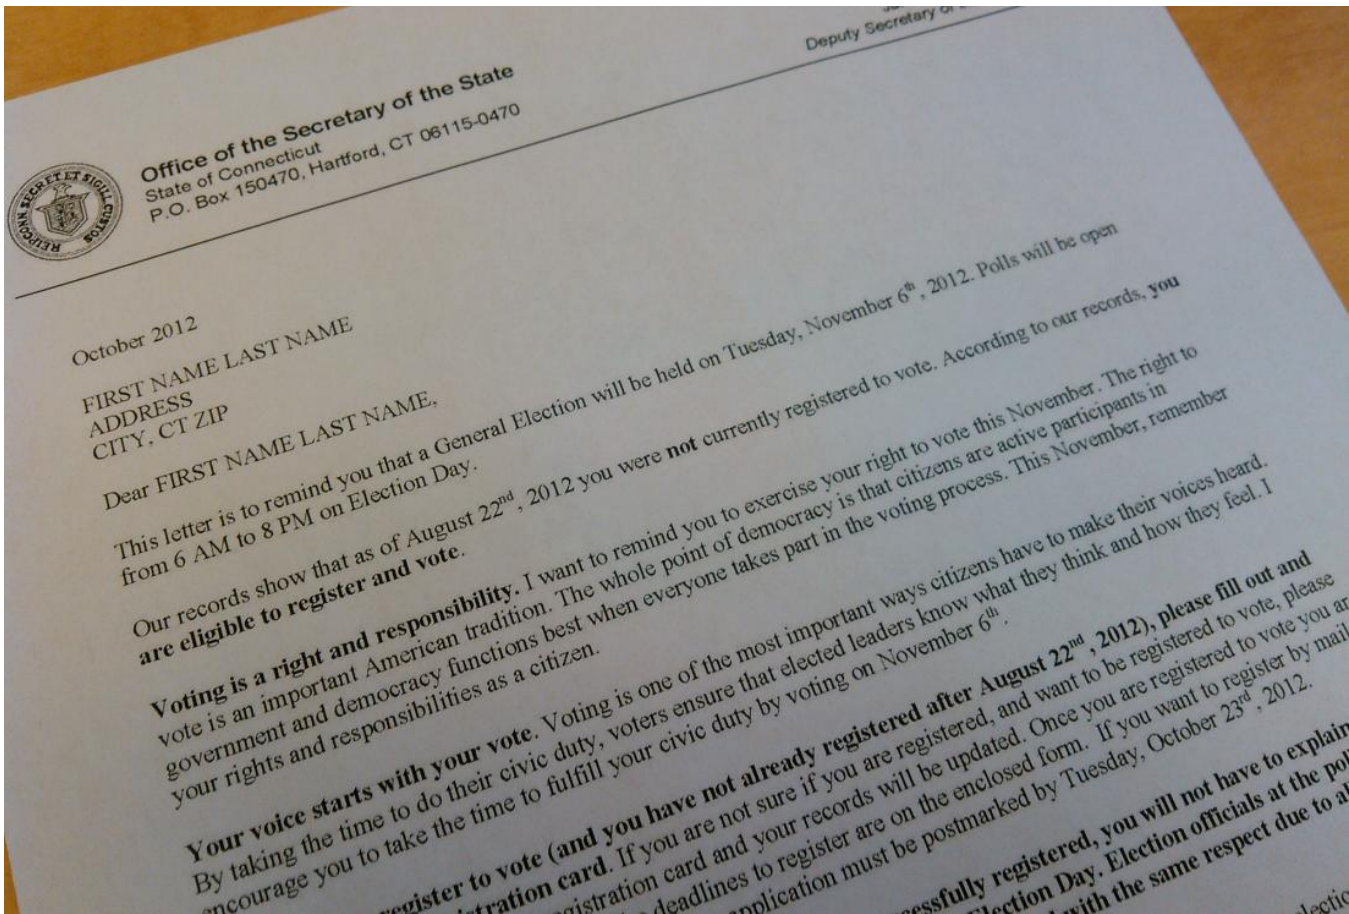 Deputy Secretary of
Office of the Secretary of the State
State of Connecticut
P.O. Box 150470, Hartford, CT 06115-0470
SECRETET SIGILL CUSTOS
REIPCONN
October 2012
FIRST NAME LAST NAME
ADDRESS
CITY, CT ZIP
Dear FIRST NAME LAST NAME,
This letter is to remind you that a General Election will be held on Tuesday, November 6th, 2012. Polls will be open
from 6 AM to 8 PM on Election Day.
Our records show that as of August 22nd, 2012 you were not currently registered to vote. According to our records, you
are eligible to register and vote.
Voting is a right and responsibility. I want to remind you to exercise your right to vote this November. The right to
vote is an important American tradition. The whole point of democracy is that citizens are active participants in
government and democracy functions best when everyone takes part in the voting process. This November, remember
your rights and responsibilities as a citizen.
Your voice starts with your vote. Voting is one of the most important ways citizens have to make their voices heard.
By taking the time to do their civic duty, voters ensure that elected leaders know what they think and how they feel. I
encourage you to take the time to fulfill your civic duty by voting on November 6th.
register to vote (and you have not already registered after August 22nd, 2012), please fill out and
registration card. If you are not sure if you are registered, and want to be registered to vote, please
registration card and your records will be updated. Once you are registered to vote you are
deadlines to register are on the enclosed form. If you want to register by mail
application must be postmarked by Tuesday, October 23rd, 2012.
successfully registered, you will not have to explain
Election Day. Election officials at the
with the same respect due to